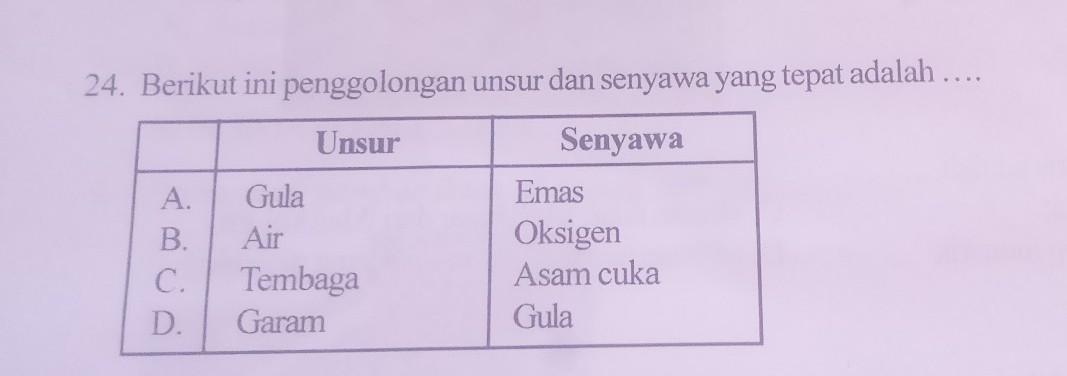 24. Berikut ini penggolongan unsur dan senyawa yang tepat adalah ....
Unsur Senyawa
A. Gula Emas
B. Air Oksigen
C. Tembaga Asam cuka
D. Garam Gula